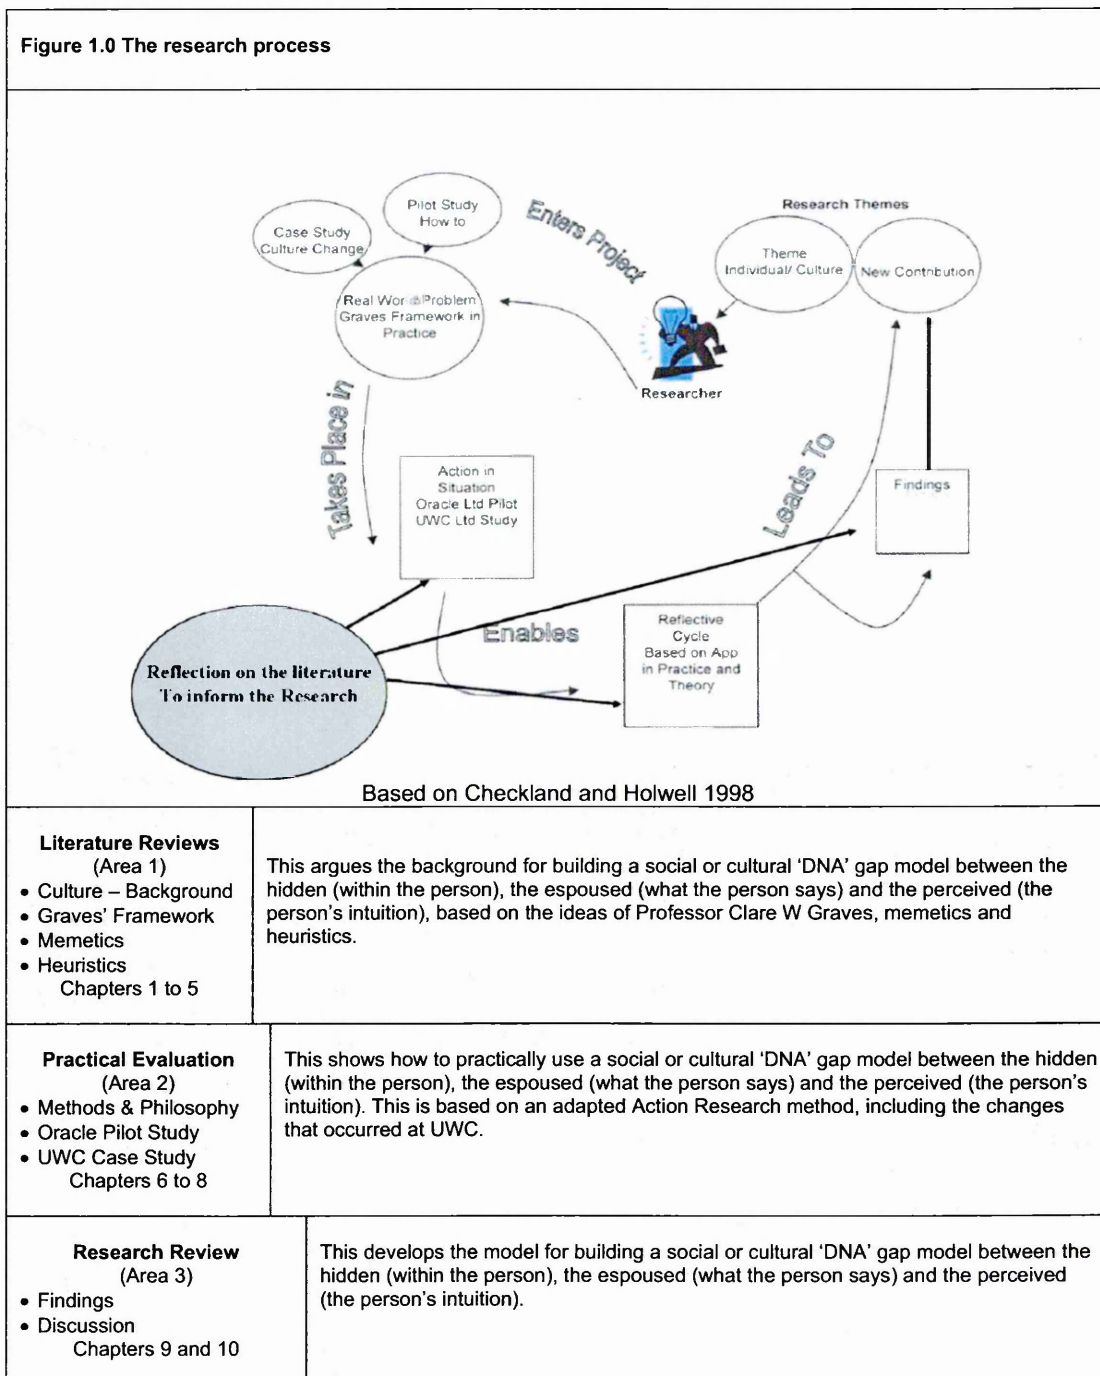 Figure 1.0 The research process
Pilot Study
How to
Case Study
Culture Change
Enters Project
Research Themes
Theme
Individual/ Culture
New Contribution
Real Wor Problem
Graves Framework in
Practice
Researcher
Takes Place in
Action in
Situation
Oracle Ltd Pilot
UWC Ltd Study
Leads To
Findings
Enables
Reflective
Cycle
Based on App
in Practice and
Theory
Reflection on the literature
To inform the Research
Based on Checkland and Holwell 1998
Literature Reviews
(Area 1)
• Culture – Background
• Graves' Framework
• Memetics
• Heuristics
Chapters 1 to 5
This argues the background for building a social or cultural 'DNA' gap model between the
hidden (within the person), the espoused (what the person says) and the perceived (the
person's intuition), based on the ideas of Professor Clare W Graves, memetics and
heuristics.
Practical Evaluation
(Area 2)
• Methods & Philosophy
• Oracle Pilot Study
• UWC Case Study
Chapters 6 to 8
This shows how to practically use a social or cultural 'DNA' gap model between the hidden
(within the person), the espoused (what the person says) and the perceived (the person's
intuition). This is based on an adapted Action Research method, including the changes
that occurred at UWC.
Research Review
(Area 3)
• Findings
• Discussion
Chapters 9 and 10
This develops the model for building a social or cultural 'DNA' gap model between the
hidden (within the person), the espoused (what the person says) and the perceived
(the person's intuition).